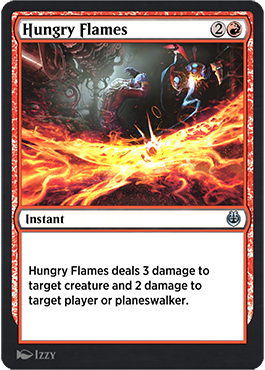 Hungry Flames 2
Instant
Hungry Flames deals 3 damage to
target creature and 2 damage to
target player or planeswalker.
Izzy